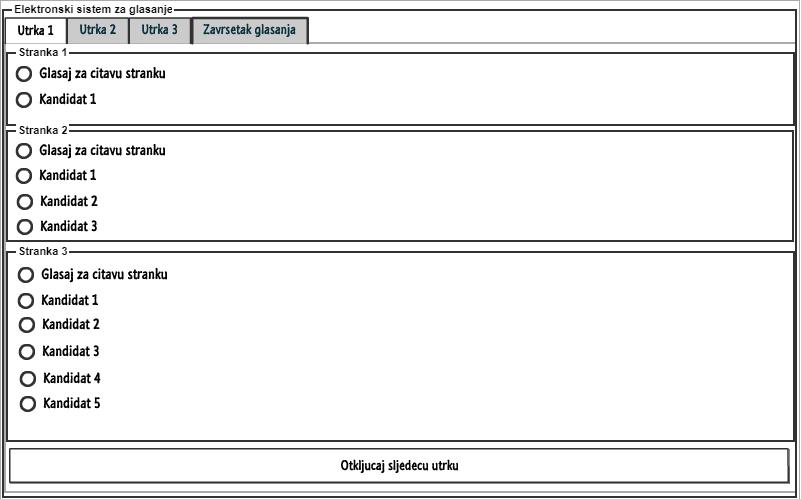 Elektronski sistem za glasanje
Utrka 1 Utrka 2 Utrka 3 Zavrsetak glasanja
Stranka 1
Glasaj za citavu stranku
Kandidat 1
Stranka 2
Glasaj za citavu stranku
Kandidat 1
Kandidat 2
Kandidat 3
Stranka 3
Glasaj za citavu stranku
Kandidat 1
Kandidat 2
Kandidat 3
Kandidat 4
Kandidat 5
Otkljucaj sljedecu utrku